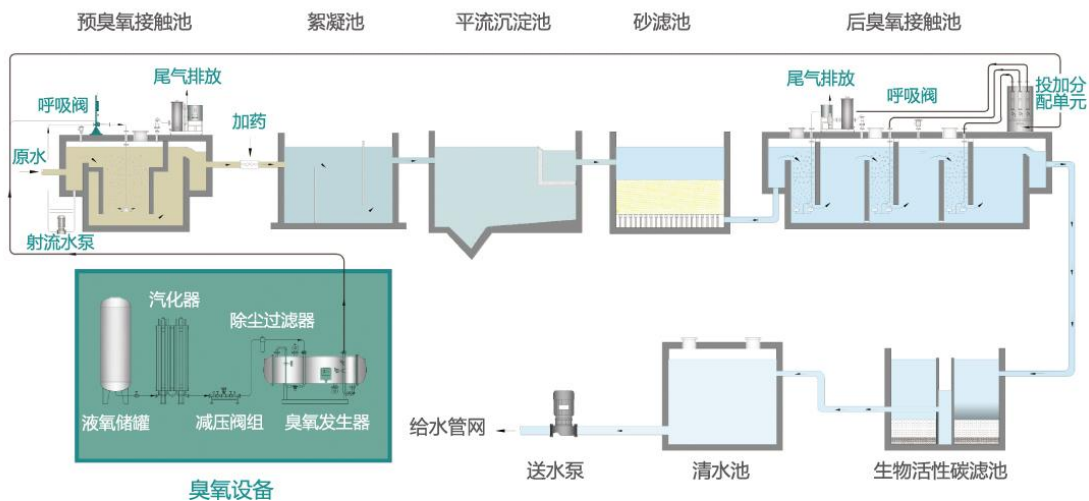 预臭氧接触池
絮凝池
平流沉淀池
砂滤池
后臭氧接触池
尾气排放
呼吸阀
加药
原水
射流水泵
尾气排放
呼吸阀
投加分
配单元
汽化器
除尘过滤器
液氧储罐
减压阀组
臭氧发生器
臭氧设备
给水管网
送水泵
清水池
生物活性碳滤池